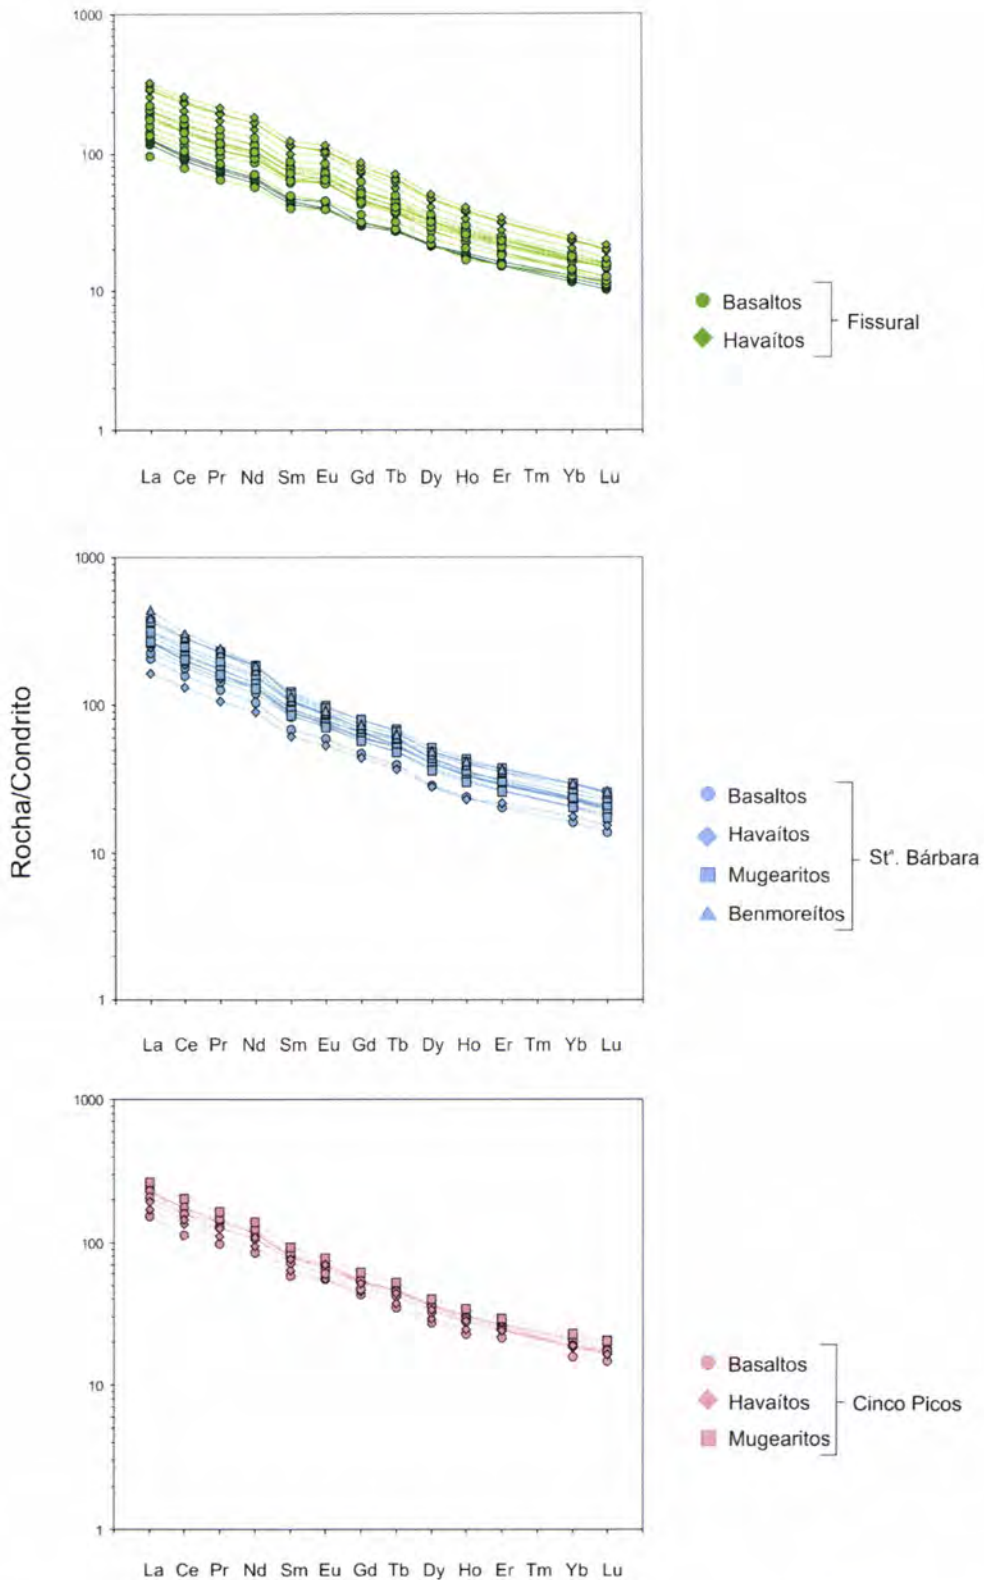 Rocha/Condrito
1000
100
10
1
La Ce Pr Nd Sm Eu Gd Tb Dy Ho Er Tm Yb Lu
Basaltos
Havaítos
Fissural
1000
100
10
1
La Ce Pr Nd Sm Eu Gd Tb Dy Ho Er Tm Yb Lu
Basaltos
Havaítos
Mugearitos
Benmoreítos
Stª. Bárbara
1000
100
10
1
La Ce Pr Nd Sm Eu Gd Tb Dy Ho Er Tm Yb Lu
Basaltos
Havaítos
Mugearitos
Cinco Picos